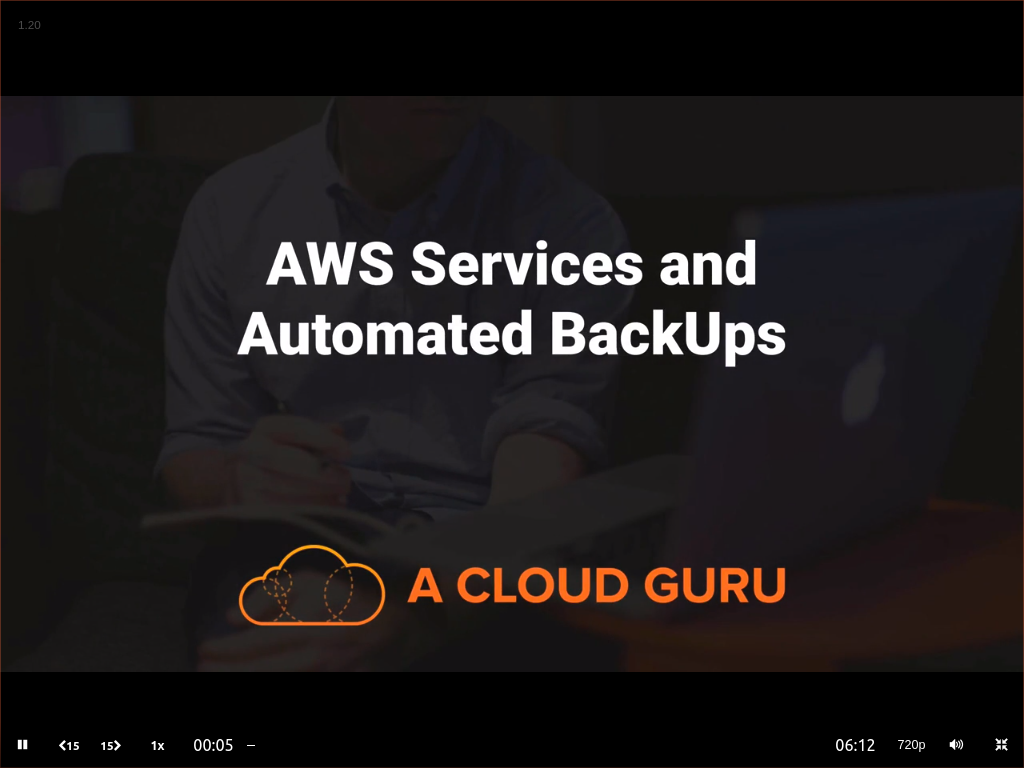 1.20
AWS Services and
Automated BackUps
A CLOUD GURU
15 15 1x 00:05 06:12 720p